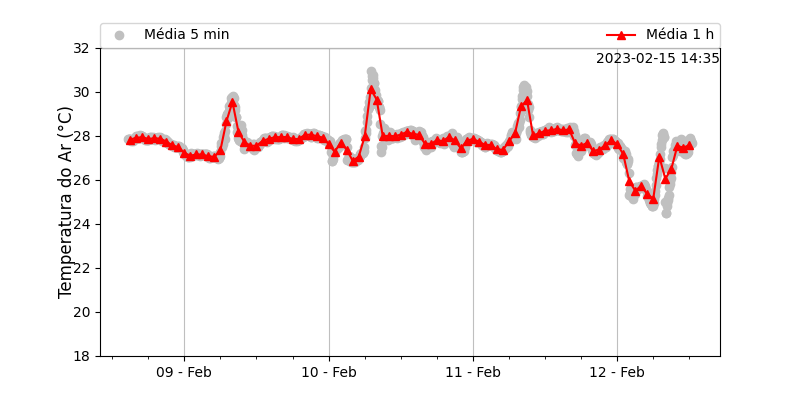 Média 5 min
Média 1 h
2023-02-15 14:35
Temperatura do Ar (°C)
32
30
28
26
24
22
20
18
09 - Feb
10 - Feb
11 - Feb
12 - Feb